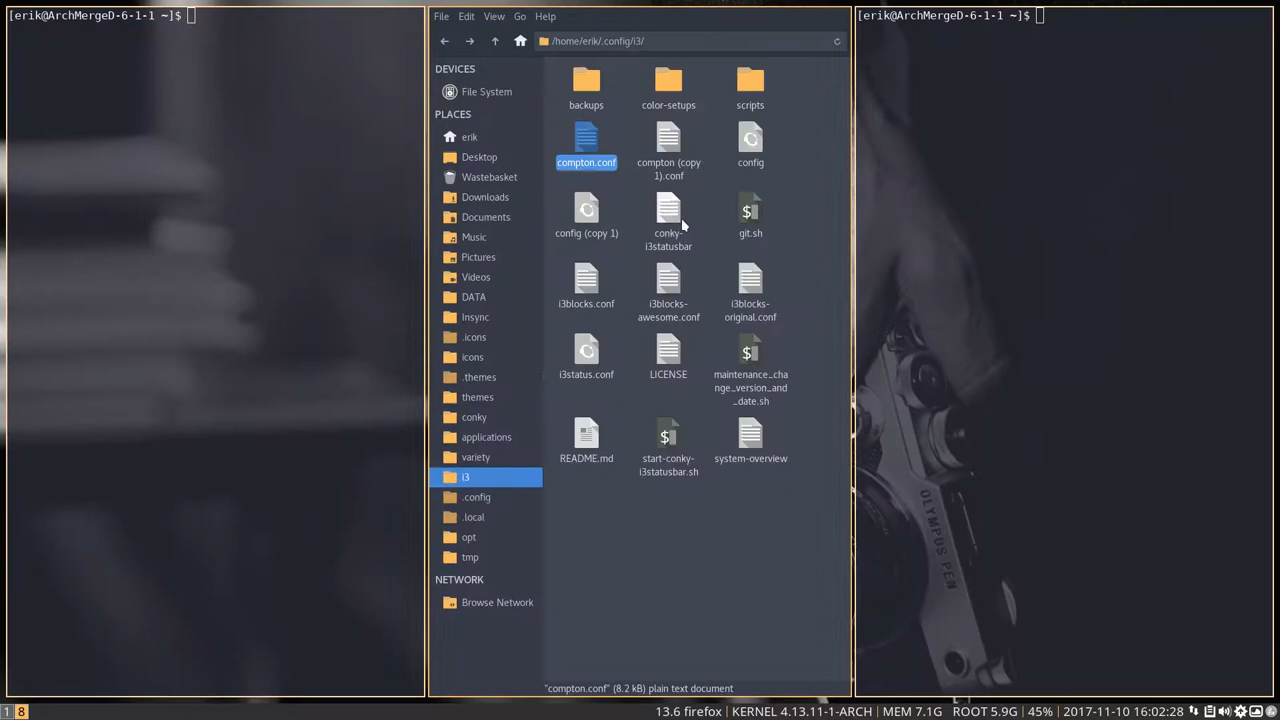 [erik@ArchMergeD-6-1-1 ~]$
File Edit View Go Help
/home/erik/.config/i3/
DEVICES
File System
PLACES
erik
Desktop
Wastebasket
Downloads
Documents
Music
Pictures
Videos
DATA
Insync
.icons
icons
.themes
themes
conky
applications
variety
i3
.config
.local
opt
tmp
NETWORK
Browse Network
backups
color-setups
scripts
compton.conf
compton (copy
1).conf
config
config (copy 1)
conky-
i3statusbar
git.sh
i3blocks.conf
i3blocks-
awesome.conf
i3blocks-
original.conf
i3status.conf
LICENSE
maintenance_cha
nge_version_and
_date.sh
README.md
start-conky-
i3statusbar.sh
system-overview
"compton.conf" (8.2 kB) plain text document
[erik@ArchMergeD-6-1-1 ~]$
OLYMPUS PEN
1 8
13.6 firefox | KERNEL 4.13.11-1-ARCH | MEM 7.1G | ROOT 5.9G | 45% | 2017-11-10 16:02:28